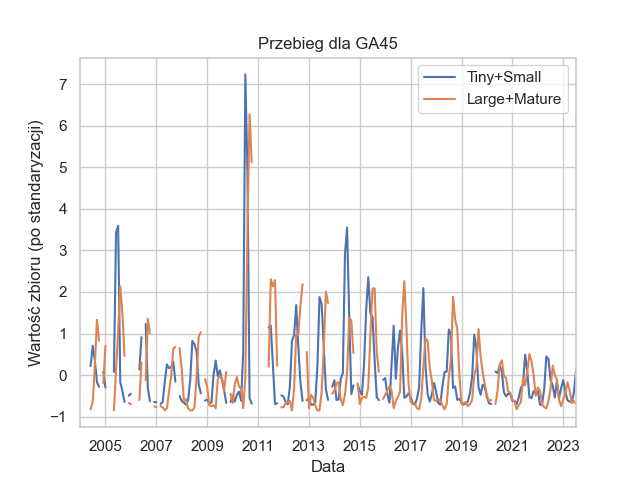 Przebieg dla GA45
Tiny+Small
Large+Mature
Wartość zbioru (po standaryzacji)
7
6
5
4
3
2
1
0
−1
2005 2007 2009 2011 2013 2015 2017 2019 2021 2023
Data